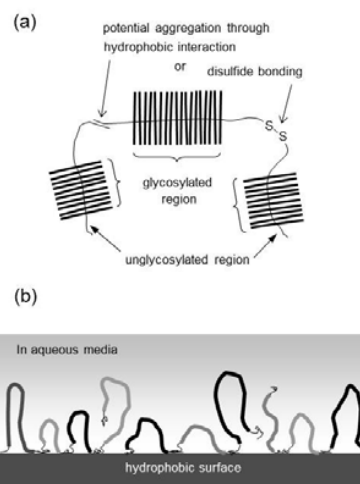 (a)
potential aggregation through
hydrophobic interaction
or
disulfide bonding
S
S
glycosylated
region
unglycosylated region
(b)
In aqueous media
hydrophobic surface